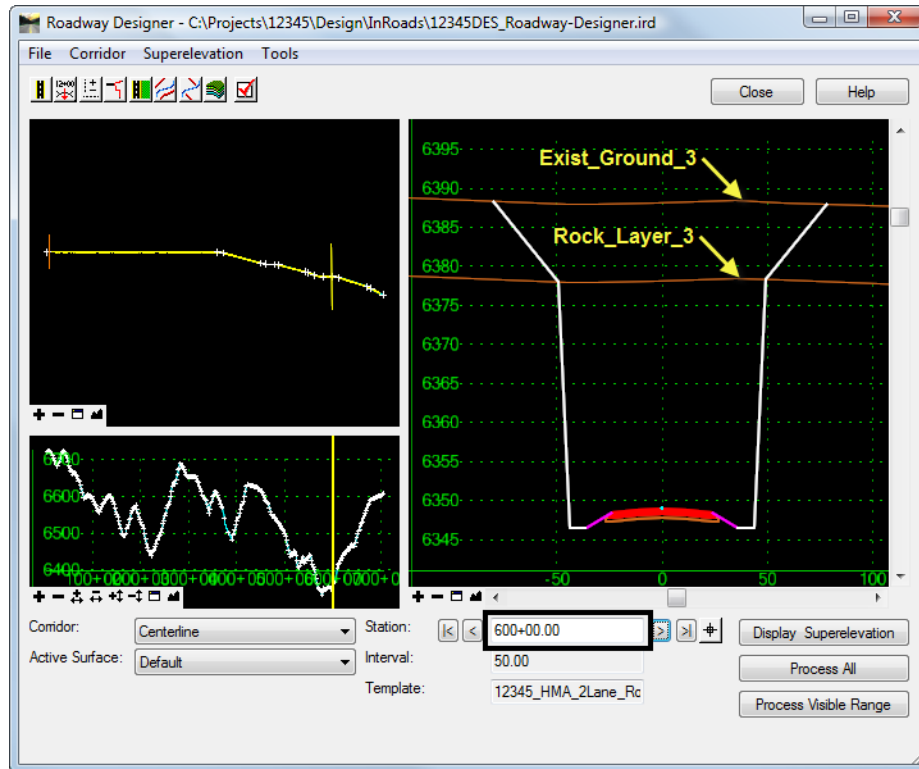 Roadway Designer - C:\Projects\12345\Design\InRoads\12345DES_Roadway-Designer.ird
File Corridor Superelevation Tools
Close Help
6395
Exist_Ground_3
6390
6385
Rock_Layer_3
6380
6375
6370
6365
6360
6355
6350
6345
-50 0 50 100
6600
6500
6400
Corridor: Centerline
Station: 600+00.00
Display Superelevation
Active Surface: Default
Interval: 50.00
Process All
Template: 12345_HMA_2Lane_Ro
Process Visible Range